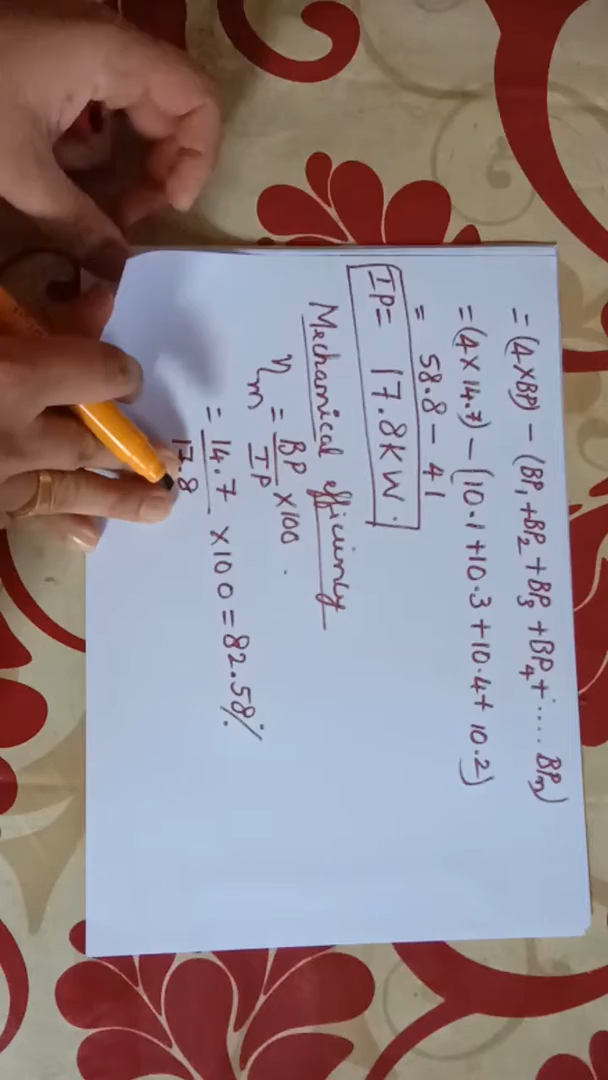 = (4×BP) - (BP1+BP2+BP3+BP4+.... BPn)
= (4×14.7) - (10.1+10.3+10.4+10.2)
= 58.8 - 41
IP= 17.8KW.
Mechanical efficiency
ηm = BP/IP ×100.
= 14.7/17.8 ×100 = 82.58%